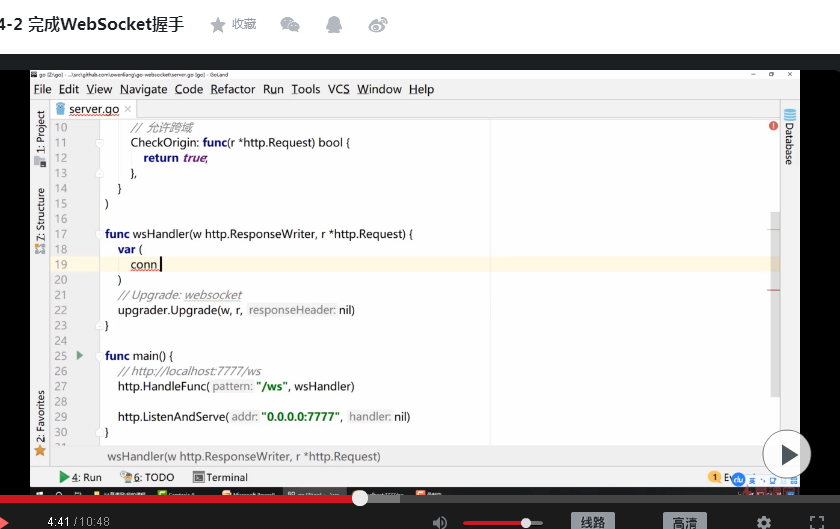 4-2 完成WebSocket握手 收藏
go [Z:\go] - ...\src\github.com\owenliang\go-websocket\server.go [go] - GoLand
File Edit View Navigate Code Refactor Run Tools VCS Window Help
server.go
1: Project
7: Structure
2: Favorites
Database
10 // 允许跨域
11 CheckOrigin: func(r *http.Request) bool {
12 return true;
13 },
14 }
15 )
16
17 func wsHandler(w http.ResponseWriter, r *http.Request) {
18 var (
19 conn
20 )
21 // Upgrade: websocket
22 upgrader.Upgrade(w, r, responseHeader: nil)
23 }
24
25 func main() {
26 // http://localhost:7777/ws
27 http.HandleFunc( pattern: "/ws", wsHandler)
28
29 http.ListenAndServe( addr: "0.0.0.0:7777", handler: nil)
30 }
wsHandler(w http.ResponseWriter, r *http.Request)
4: Run 6: TODO Terminal 1
4:41 / 10:48 线路 高清